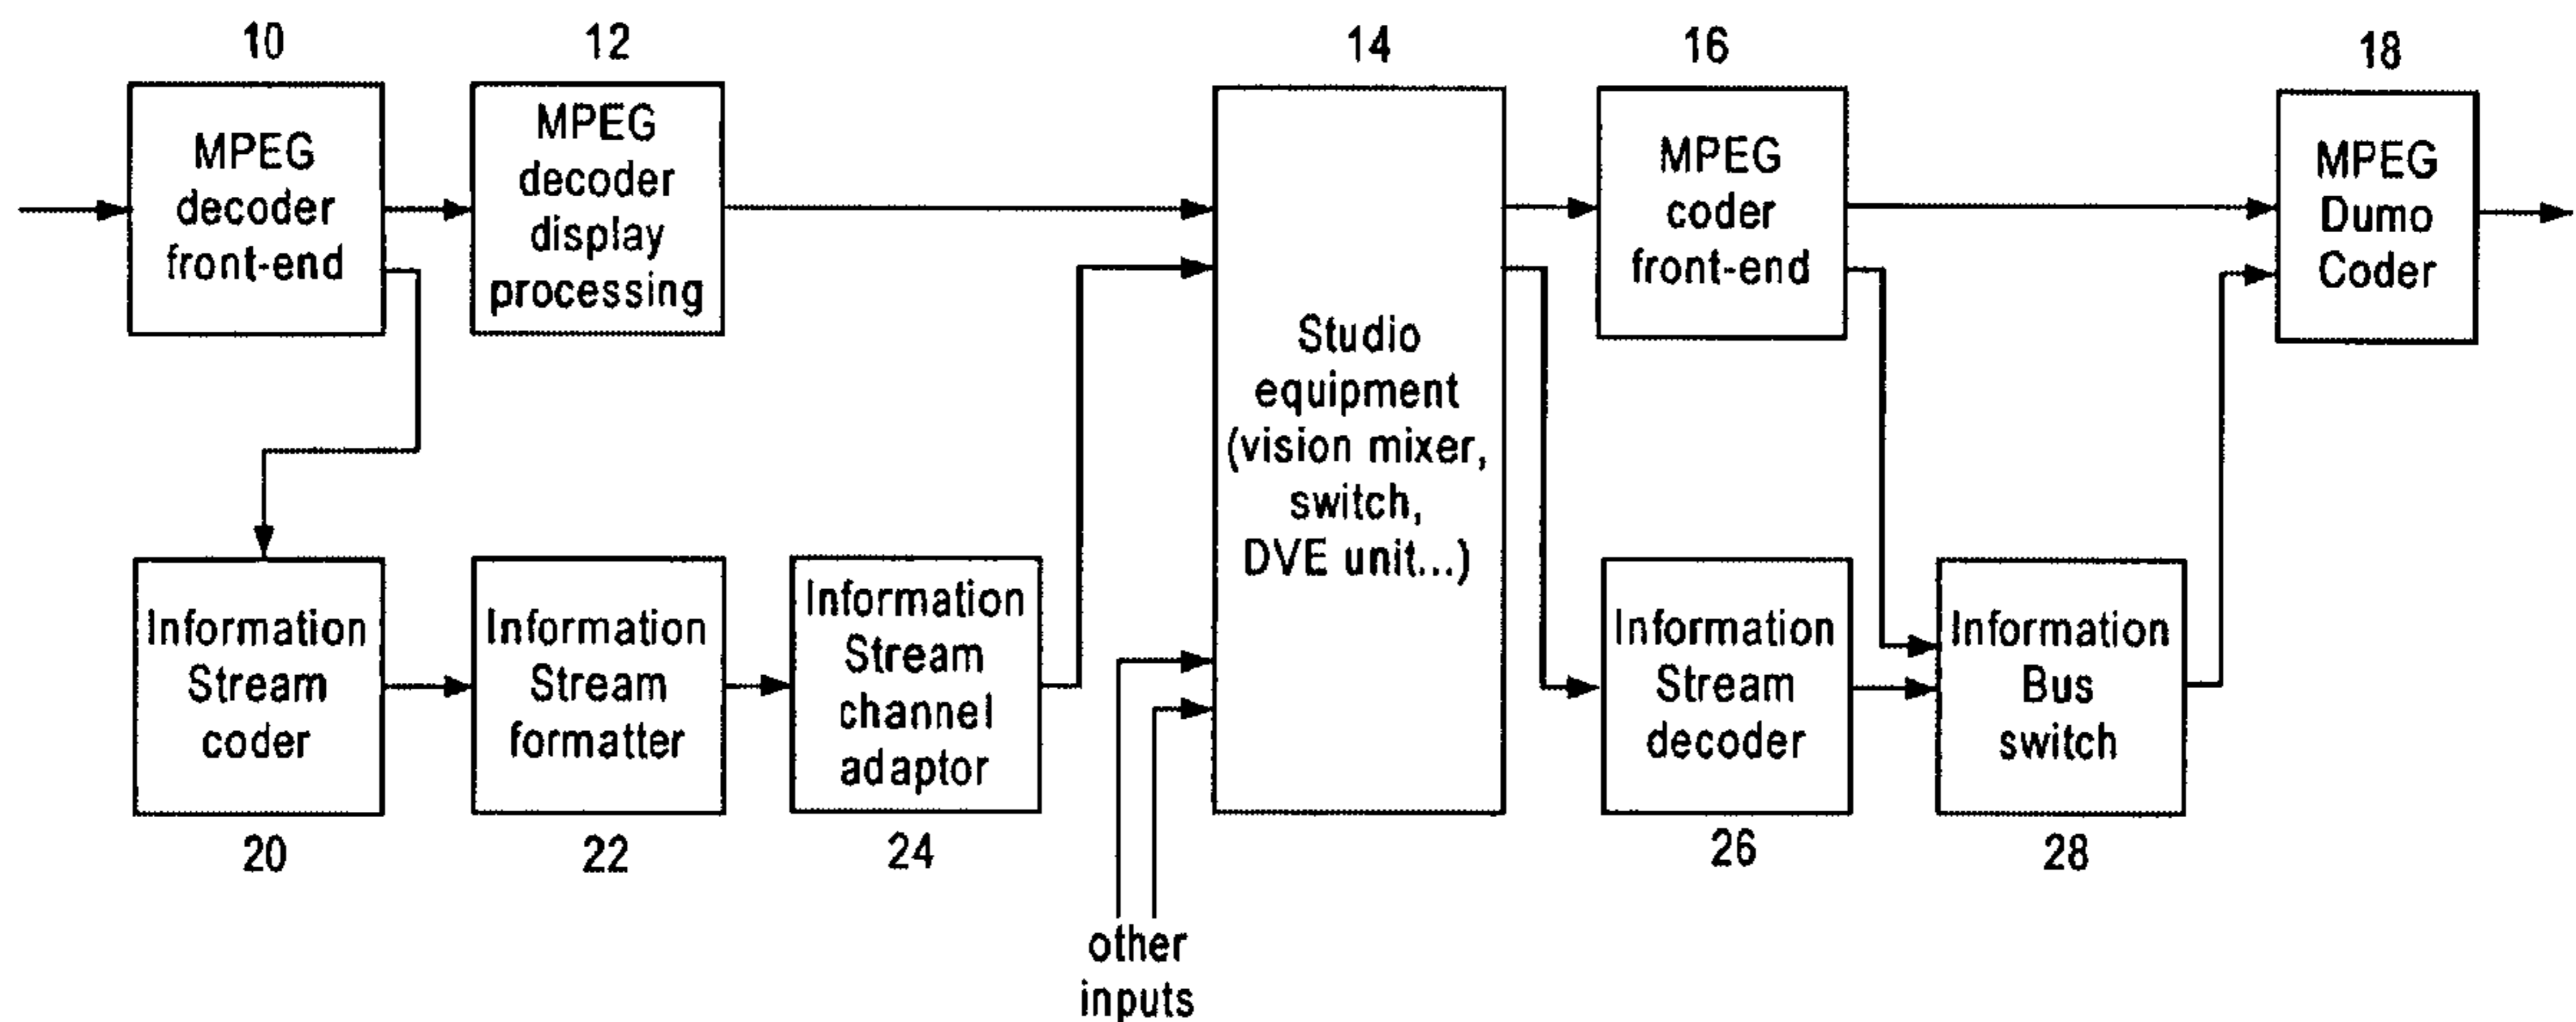 10
MPEG
decoder
front-end
12
MPEG
decoder
display
processing
14
Studio
equipment
(vision mixer,
switch,
DVE unit...)
16
MPEG
coder
front-end
18
MPEG
Dumo
Coder
Information
Stream
coder
20
Information
Stream
formatter
22
Information
Stream
channel
adaptor
24
other
inputs
Information
Stream
decoder
26
Information
Bus
switch
28